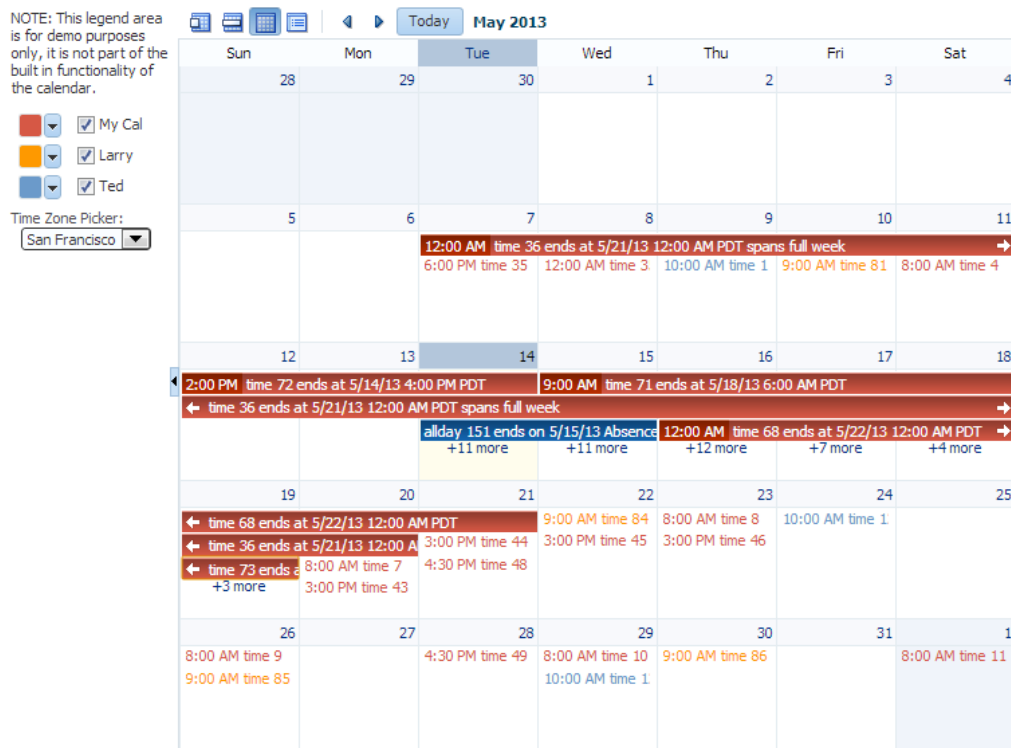 NOTE: This legend area
is for demo purposes
only, it is not part of the
built in functionality of
the calendar.
My Cal
Larry
Ted
Time Zone Picker:
San Francisco
Today May 2013
Sun Mon Tue Wed Thu Fri Sat
28 29 30 1 2 3 4
5 6 7 8 9 10 11
12:00 AM time 36 ends at 5/21/13 12:00 AM PDT spans full week
6:00 PM time 35 12:00 AM time 3 10:00 AM time 1 9:00 AM time 81 8:00 AM time 4
12 13 14 15 16 17 18
2:00 PM time 72 ends at 5/14/13 4:00 PM PDT 9:00 AM time 71 ends at 5/18/13 6:00 AM PDT
time 36 ends at 5/21/13 12:00 AM PDT spans full week
allday 151 ends on 5/15/13 Absence 12:00 AM time 68 ends at 5/22/13 12:00 AM PDT
+11 more +11 more +12 more +7 more +4 more
19 20 21 22 23 24 25
time 68 ends at 5/22/13 12:00 AM PDT 9:00 AM time 84 8:00 AM time 8 10:00 AM time 1
time 36 ends at 5/21/13 12:00 A 3:00 PM time 44 3:00 PM time 45 3:00 PM time 46
time 73 ends a 8:00 AM time 7 4:30 PM time 48
+3 more 3:00 PM time 43
26 27 28 29 30 31 1
8:00 AM time 9 4:30 PM time 49 8:00 AM time 10 9:00 AM time 86 8:00 AM time 11
9:00 AM time 85 10:00 AM time 1